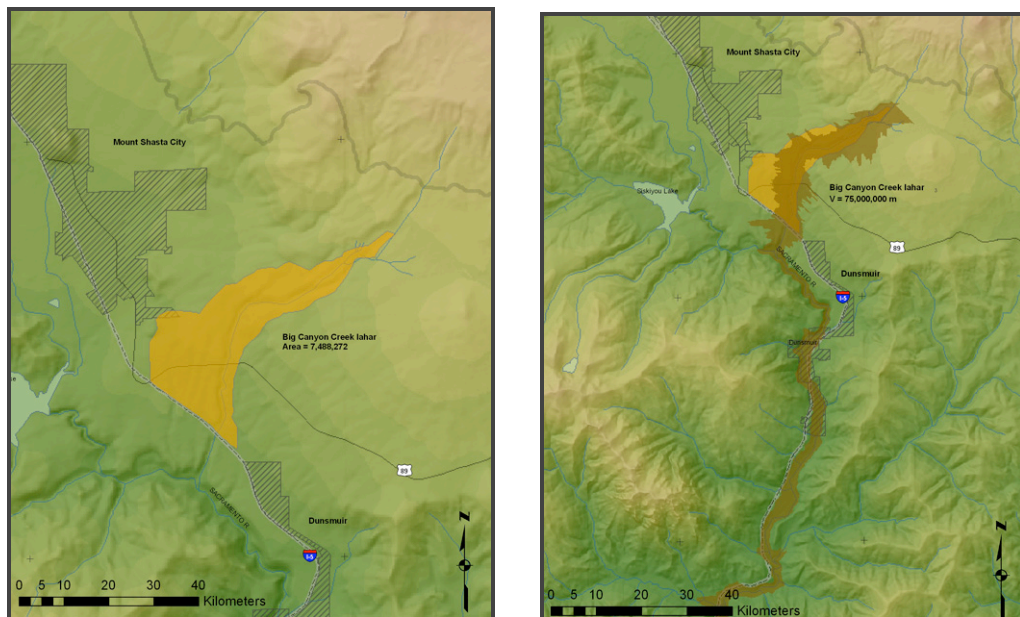 Mount Shasta City
Big Canyon Creek lahar
Area = 7,488,272
89
SACRAMENTO R.
Dunsmuir
I-5
N
0 5 10 20 30 40
Kilometers
Mount Shasta City
Siskiyou Lake
Big Canyon Creek lahar
V = 75,000,000 m
89
SACRAMENTO R.
Dunsmuir
I-5
Dunsmuir
N
0 5 10 20 30 40
Kilometers